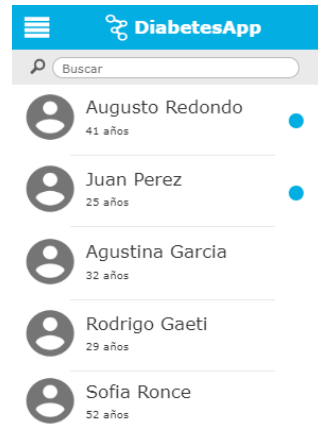 DiabetesApp
Buscar
Augusto Redondo
41 años
Juan Perez
25 años
Agustina Garcia
32 años
Rodrigo Gaeti
29 años
Sofia Ronce
52 años